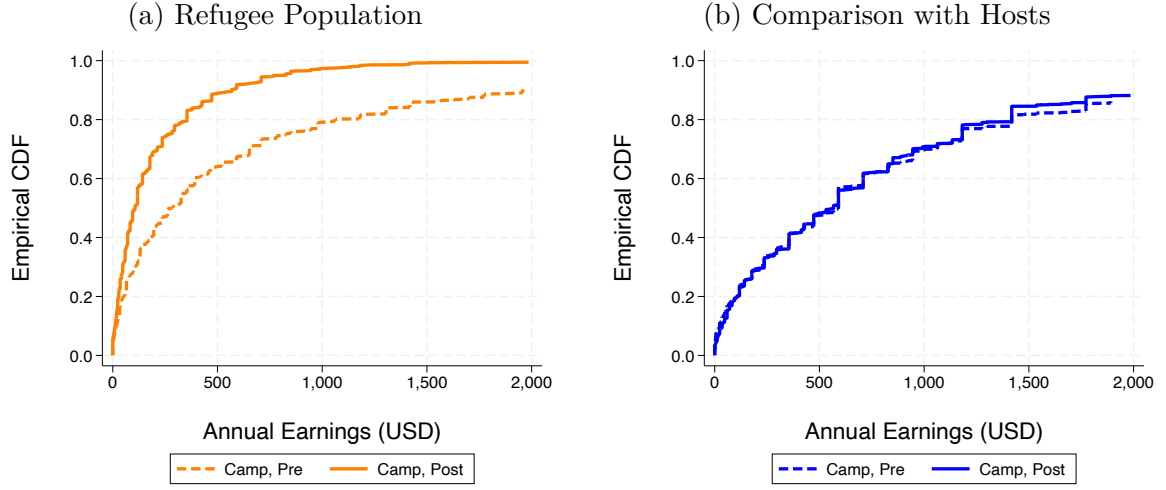 (a) Refugee Population
1.0
0.8
0.6
0.4
0.2
0.0
Empirical CDF
0 500 1,000 1,500 2,000
Annual Earnings (USD)
Camp, Pre Camp, Post
(b) Comparison with Hosts
1.0
0.8
0.6
0.4
0.2
0.0
Empirical CDF
0 500 1,000 1,500 2,000
Annual Earnings (USD)
Camp, Pre Camp, Post